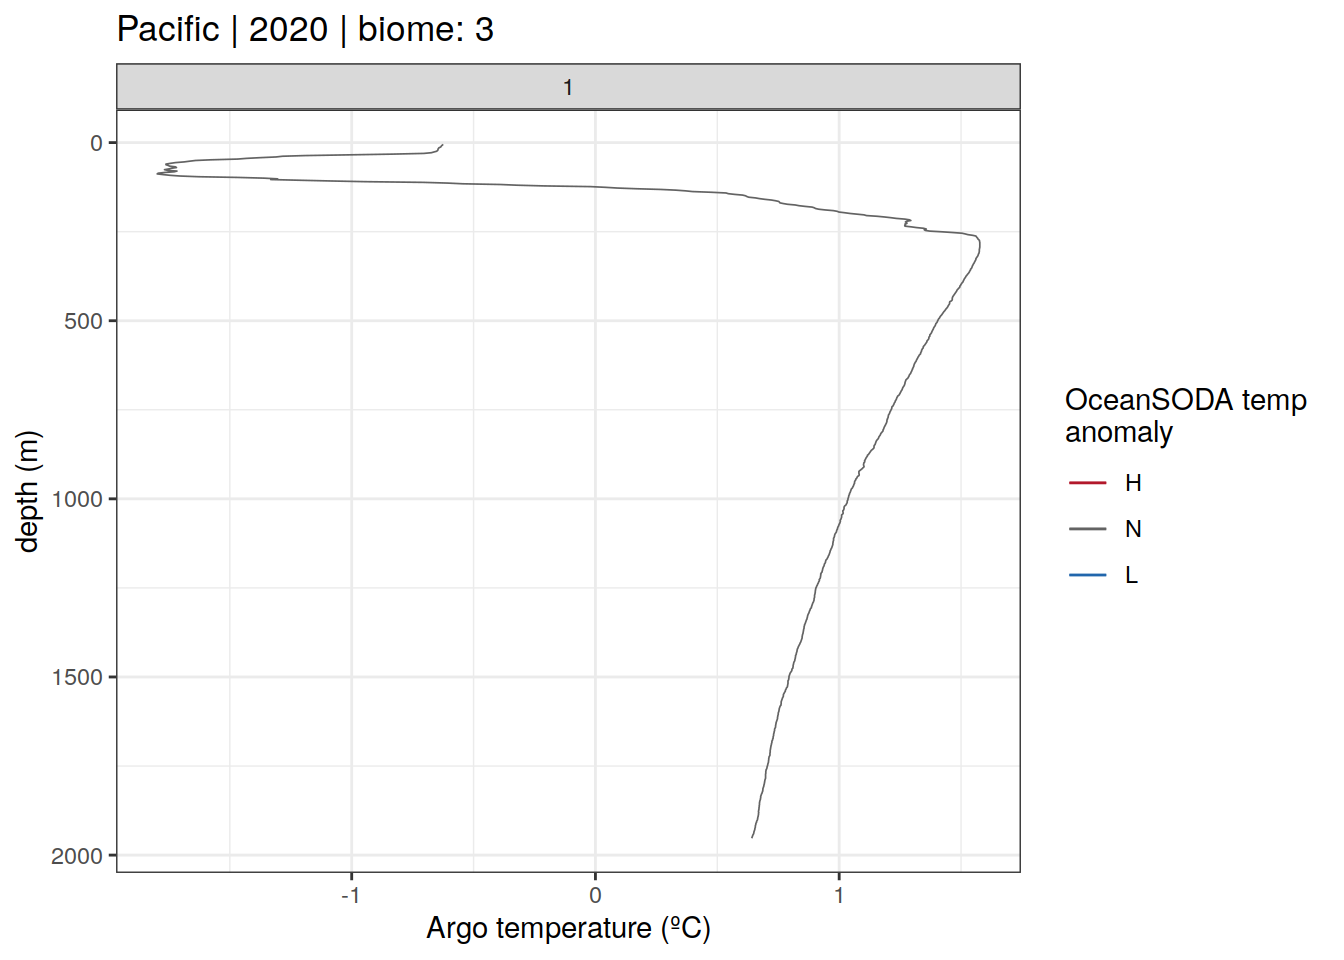 Pacific | 2020 | biome: 3
1
0
500
1000
1500
2000
depth (m)
-1
0
1
Argo temperature (ºC)
OceanSODA temp
anomaly
H
N
L